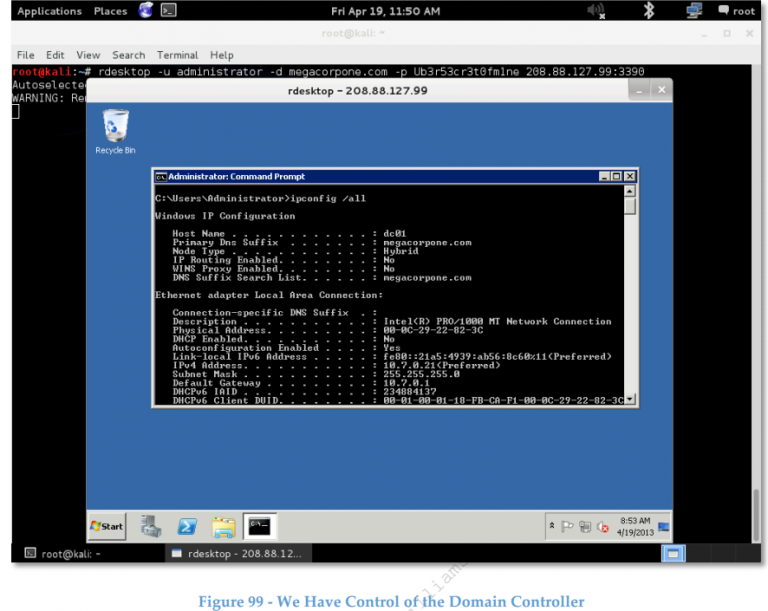 Applications Places Fri Apr 19, 11:50 AM root
root@kali: ~
File Edit View Search Terminal Help
root@kali:~# rdesktop -u administrator -d megacorpone.com -p Ub3r53cr3t0fm1ne 208.88.127.99:3390
Autoselecte
WARNING: Re
rdesktop - 208.88.127.99
Recycle Bin
Administrator: Command Prompt
C:\Users\Administrator>ipconfig /all
Windows IP Configuration
Host Name . . . . . . . . . . . . : dc01
Primary Dns Suffix . . . . . . . : megacorpone.com
Node Type . . . . . . . . . . . . : Hybrid
IP Routing Enabled. . . . . . . . : No
WINS Proxy Enabled. . . . . . . . : No
DNS Suffix Search List. . . . . . : megacorpone.com
Ethernet adapter Local Area Connection:
Connection-specific DNS Suffix . :
Description . . . . . . . . . . . : Intel(R) PRO/1000 MT Network Connection
Physical Address. . . . . . . . . : 00-0C-29-22-82-3C
DHCP Enabled. . . . . . . . . . . : No
Autoconfiguration Enabled . . . . : Yes
Link-local IPv6 Address . . . . . : fe80::21a5:4939:ab56:8c60%11(Preferred)
IPv4 Address. . . . . . . . . . . : 10.7.0.21(Preferred)
Subnet Mask . . . . . . . . . . . : 255.255.255.0
Default Gateway . . . . . . . . . : 10.7.0.1
DHCPv6 IAID . . . . . . . . . . . : 234884137
DHCPv6 Client DUID. . . . . . . . : 00-01-00-01-18-FB-CA-F1-00-0C-29-22-82-3C
Start
8:53 AM
4/19/2013
root@kali: ~
rdesktop - 208.88.12...
Figure 99 - We Have Control of the Domain Controller